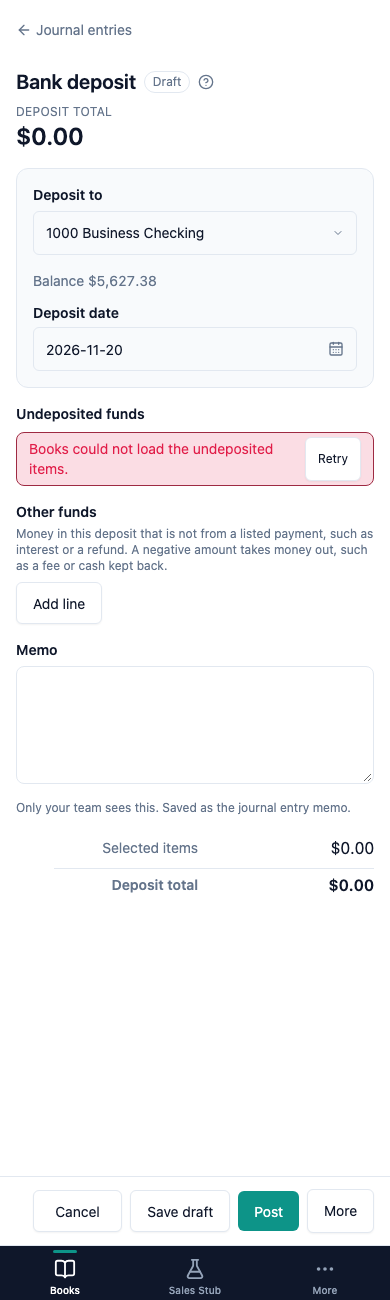 Journal entries
Bank deposit Draft
DEPOSIT TOTAL
$0.00
Deposit to
1000 Business Checking
Balance $5,627.38
Deposit date
2026-11-20
Undeposited funds
Books could not load the undeposited
items.
Retry
Other funds
Money in this deposit that is not from a listed payment, such as
interest or a refund. A negative amount takes money out, such
as a fee or cash kept back.
Add line
Memo
Only your team sees this. Saved as the journal entry memo.
Selected items $0.00
Deposit total $0.00
Cancel Save draft Post More
Books Sales Stub More